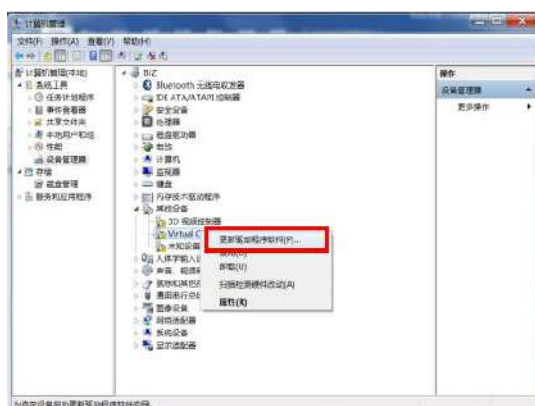 计算机管理
文件(F) 操作(A) 查看(V) 帮助(H)
计算机管理(本地)
系统工具
任务计划程序
事件查看器
共享文件夹
本地用户和组
性能
设备管理器
存储
磁盘管理
服务和应用程序
BIZ
Bluetooth 无线电收发器
IDE ATA/ATAPI 控制器
安全设备
处理器
磁盘驱动器
电池
计算机
监视器
键盘
内存技术驱动程序
其他设备
3D 视频控制器
Virtual C
未知设备
人体学输入
声音、视频
鼠标和其他
通用串行总
图像设备
网络适配器
系统设备
显示适配器
更新驱动程序软件(P)...
禁用(D)
卸载(U)
扫描检测硬件改动(A)
属性(R)
操作
设备管理器
更多操作